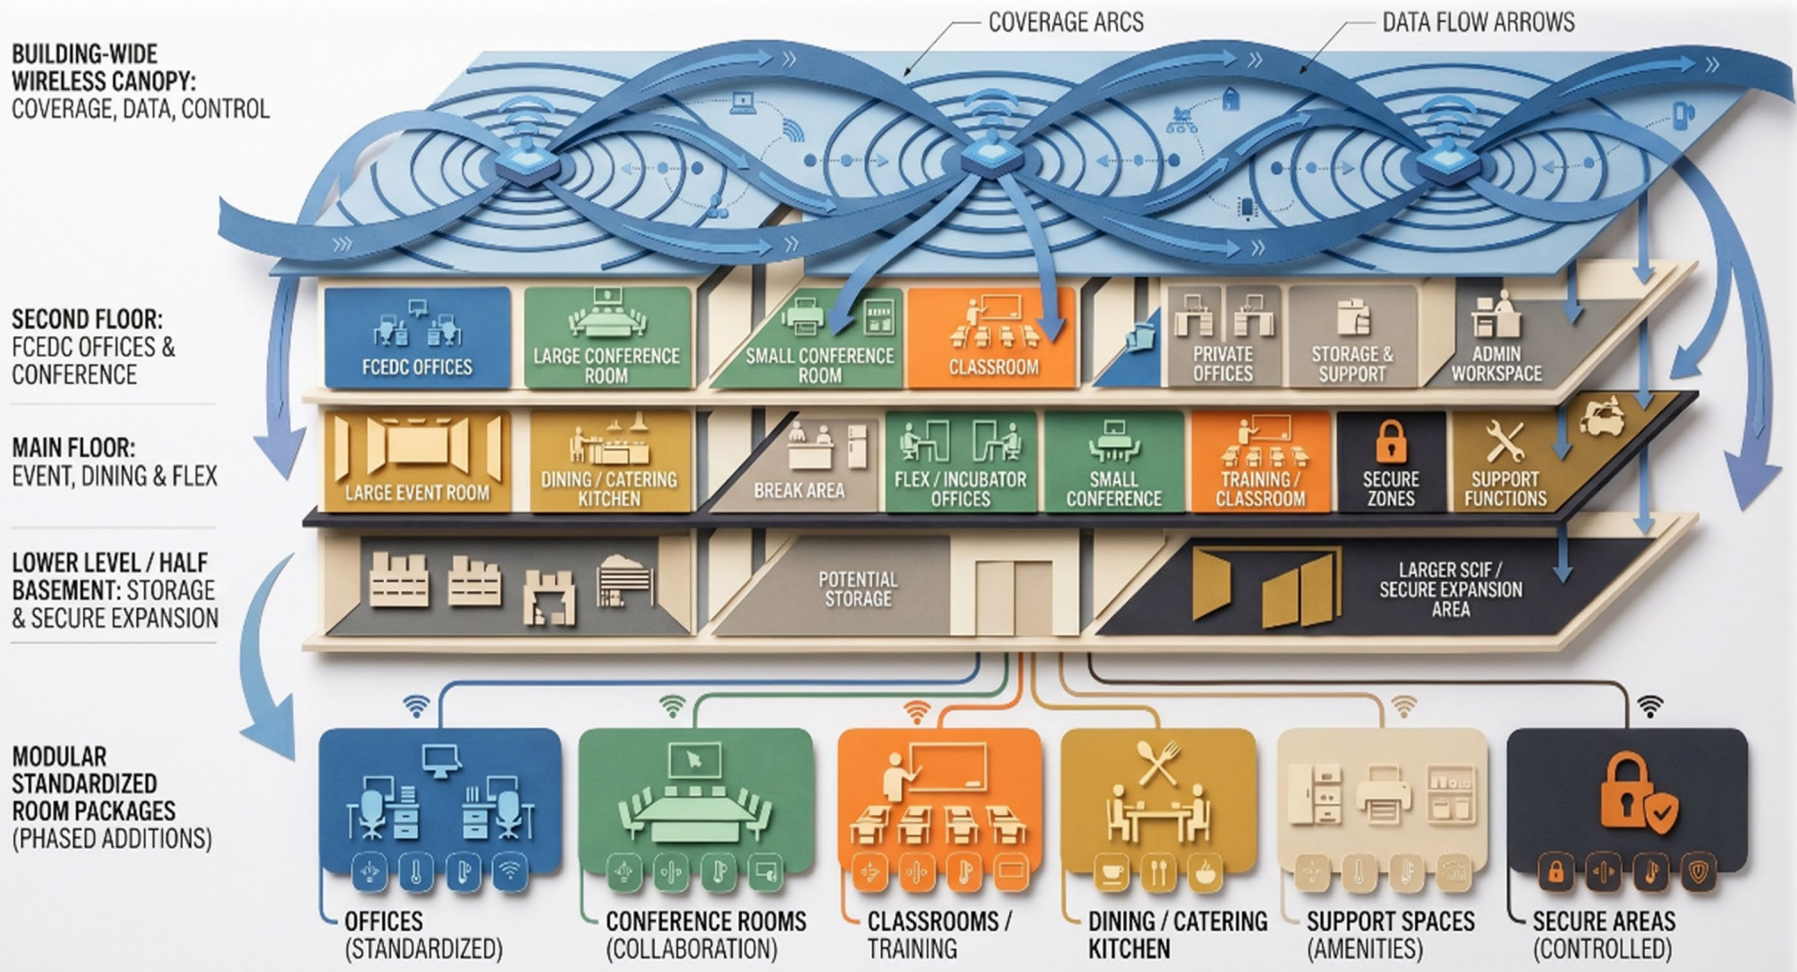 COVERAGE ARCS
DATA FLOW ARROWS
BUILDING-WIDE
WIRELESS CANOPY:
COVERAGE, DATA, CONTROL
SECOND FLOOR:
FCEDC OFFICES &
CONFERENCE
FCEDC OFFICES
LARGE CONFERENCE
ROOM
SMALL CONFERENCE
ROOM
CLASSROOM
PRIVATE
OFFICES
STORAGE &
SUPPORT
ADMIN
WORKSPACE
MAIN FLOOR:
EVENT, DINING & FLEX
LARGE EVENT ROOM
DINING / CATERING
KITCHEN
BREAK AREA
FLEX / INCUBATOR
OFFICES
SMALL
CONFERENCE
TRAINING /
CLASSROOM
SECURE
ZONES
SUPPORT
FUNCTIONS
LOWER LEVEL / HALF
BASEMENT: STORAGE
& SECURE EXPANSION
POTENTIAL
STORAGE
LARGER SCIF /
SECURE EXPANSION
AREA
MODULAR
STANDARDIZED
ROOM PACKAGES
(PHASED ADDITIONS)
OFFICES
(STANDARDIZED)
CONFERENCE ROOMS
(COLLABORATION)
CLASSROOMS /
TRAINING
DINING / CATERING
KITCHEN
SUPPORT SPACES
(AMENITIES)
SECURE AREAS
(CONTROLLED)